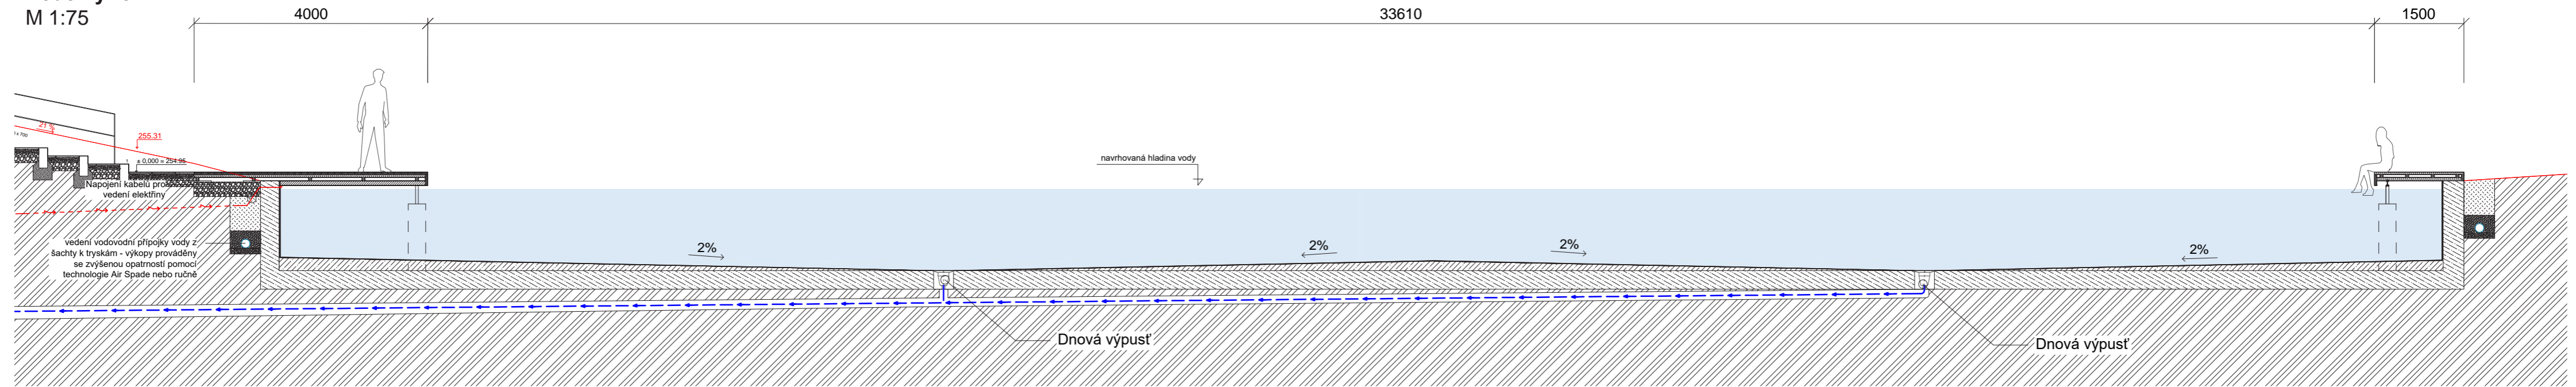 M 1:75
4000
33610
1500
21 %
x 700
255.31
± 0,000 = 254.95
Napojení kabelů pro
vedení elektřiny
navrhovaná hladina vody
vedení vodovodní přípojky vody z
šachty k tryskám - výkopy prováděny
se zvýšenou opatrností pomocí
technologie Air Spade nebo ručně
2%
2%
2%
2%
Dnová výpusť
Dnová výpusť